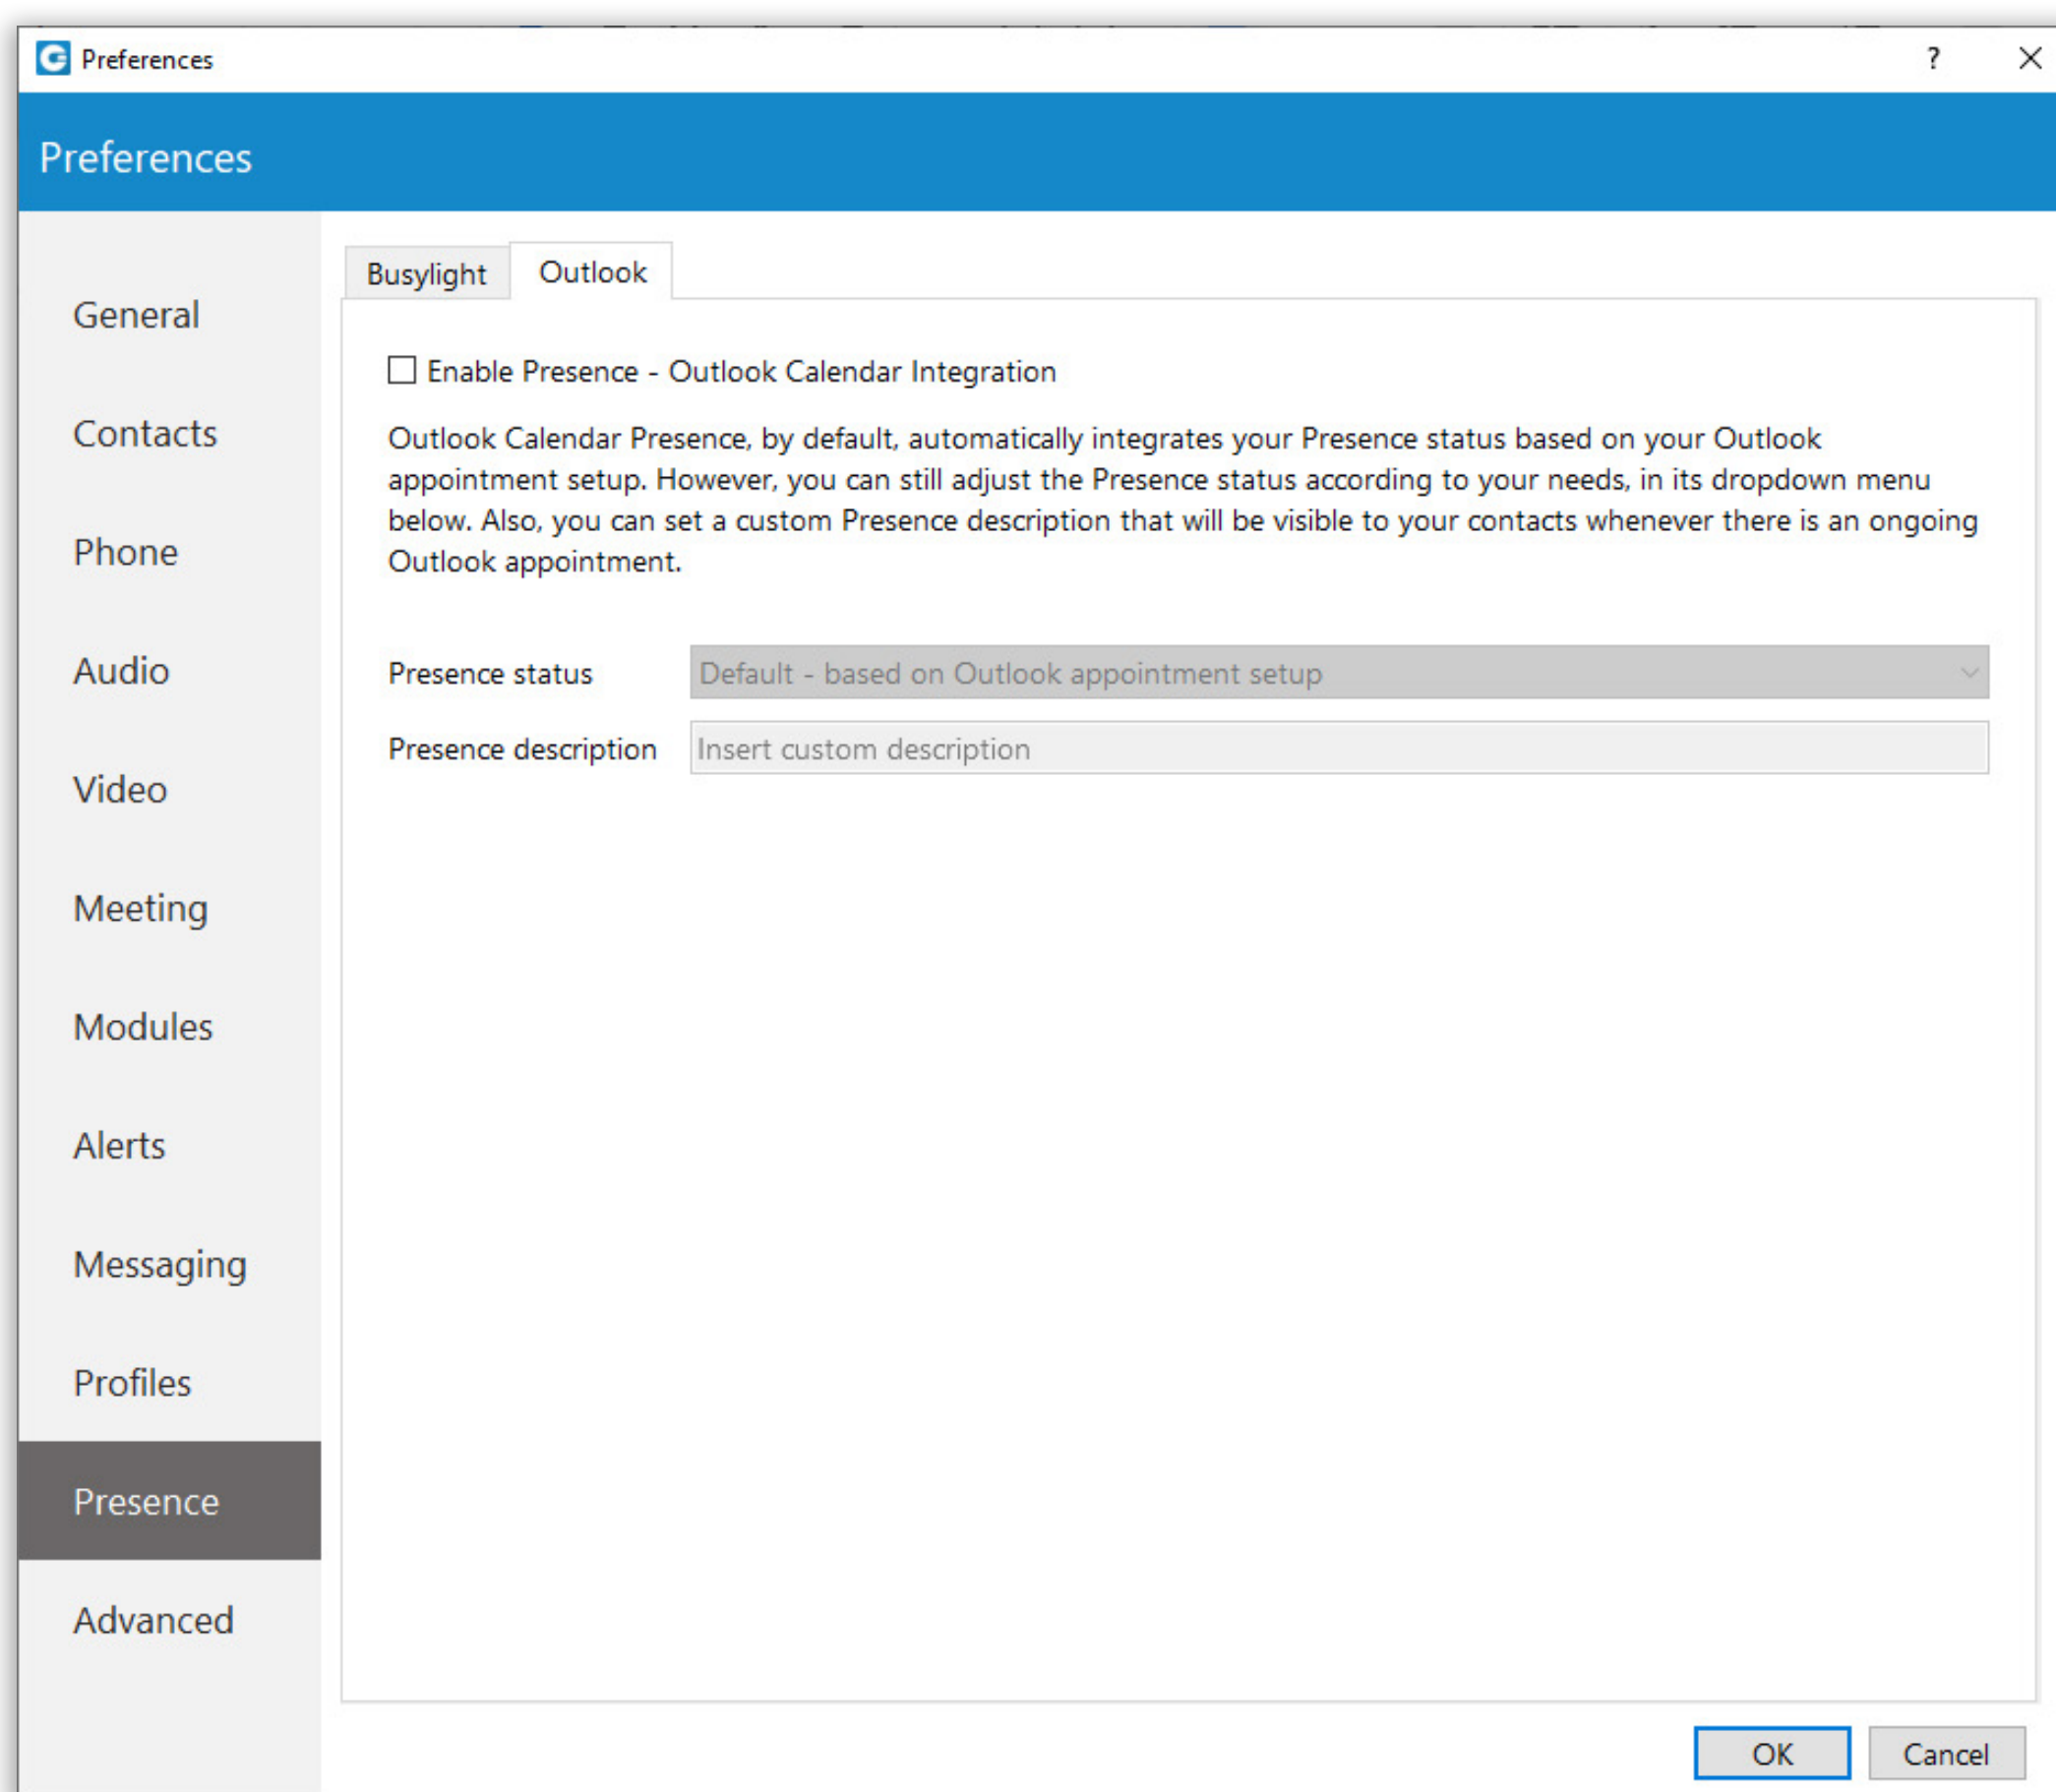 Preferences
?
Preferences
Busylight
Outlook
General
Contacts
Phone
Audio
Video
Meeting
Modules
Alerts
Messaging
Profiles
Presence
Advanced
Enable Presence - Outlook Calendar Integration
Outlook Calendar Presence, by default, automatically integrates your Presence status based on your Outlook
appointment setup. However, you can still adjust the Presence status according to your needs, in its dropdown menu
below. Also, you can set a custom Presence description that will be visible to your contacts whenever there is an ongoing
Outlook appointment.
Presence status
Default - based on Outlook appointment setup
Presence description
Insert custom description
OK
Cancel